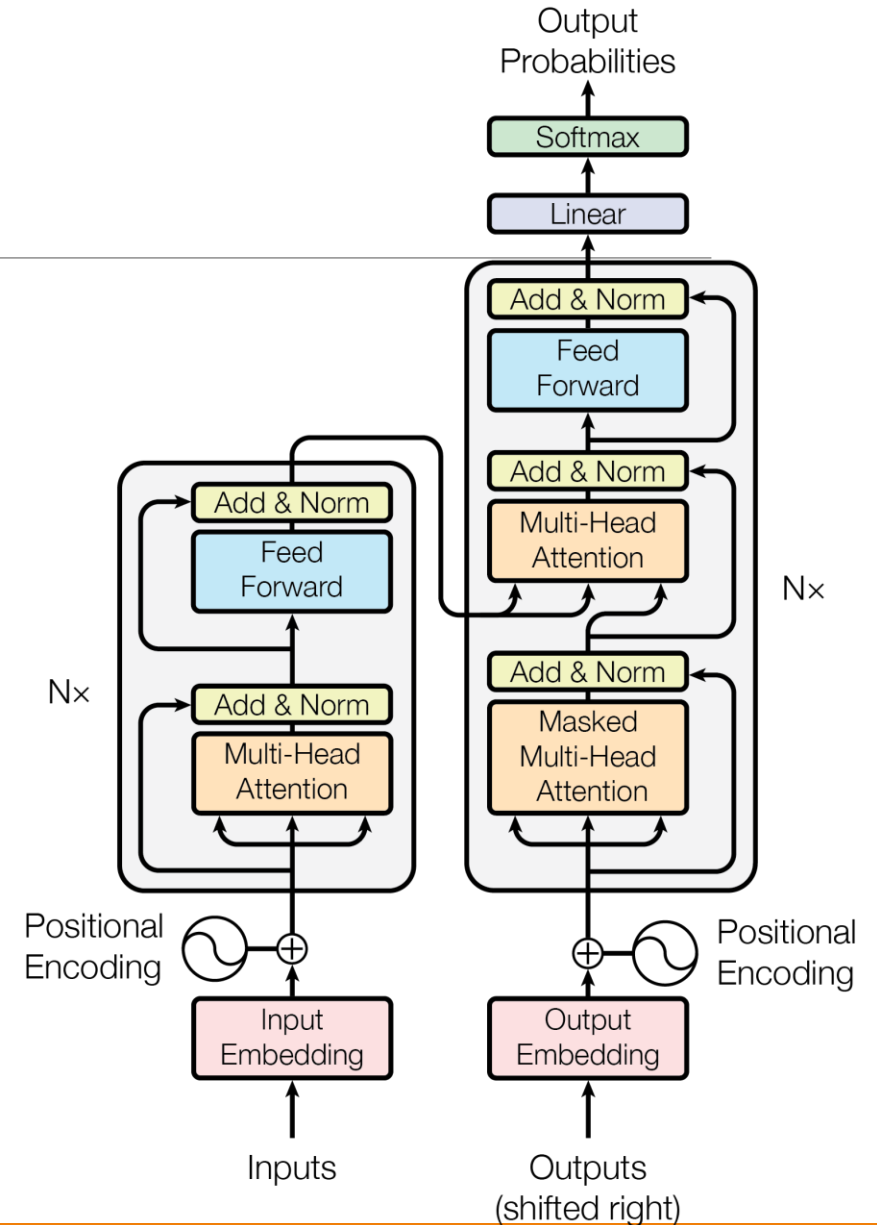 Output
Probabilities
Softmax
Linear
Add & Norm
Feed
Forward
Add & Norm
Multi-Head
Attention
Add & Norm
Masked
Multi-Head
Attention
N×
Add & Norm
Feed
Forward
Add & Norm
Multi-Head
Attention
N×
Positional
Encoding
Positional
Encoding
Input
Embedding
Output
Embedding
Inputs
Outputs
(shifted right)